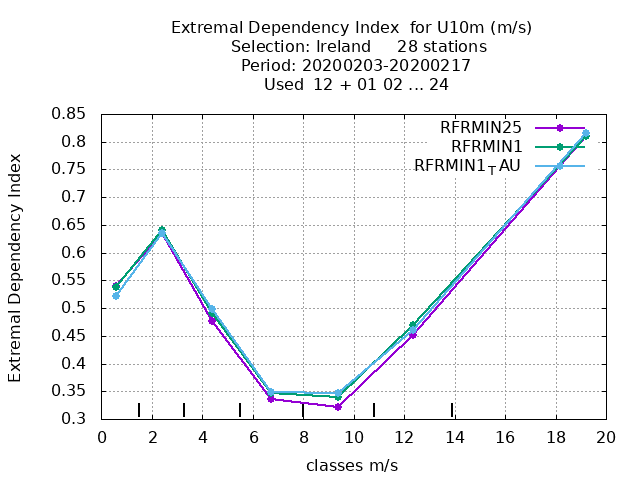 Extremal Dependency Index  for U10m (m/s)
Selection: Ireland     28 stations
Period: 20200203-20200217
Used  12 + 01 02 ... 24
RFRMIN25
RFRMIN1
RFRMIN1TAU
Extremal Dependency Index
0.85
0.8
0.75
0.7
0.65
0.6
0.55
0.5
0.45
0.4
0.35
0.3
0 2 4 6 8 10 12 14 16 18 20
classes m/s